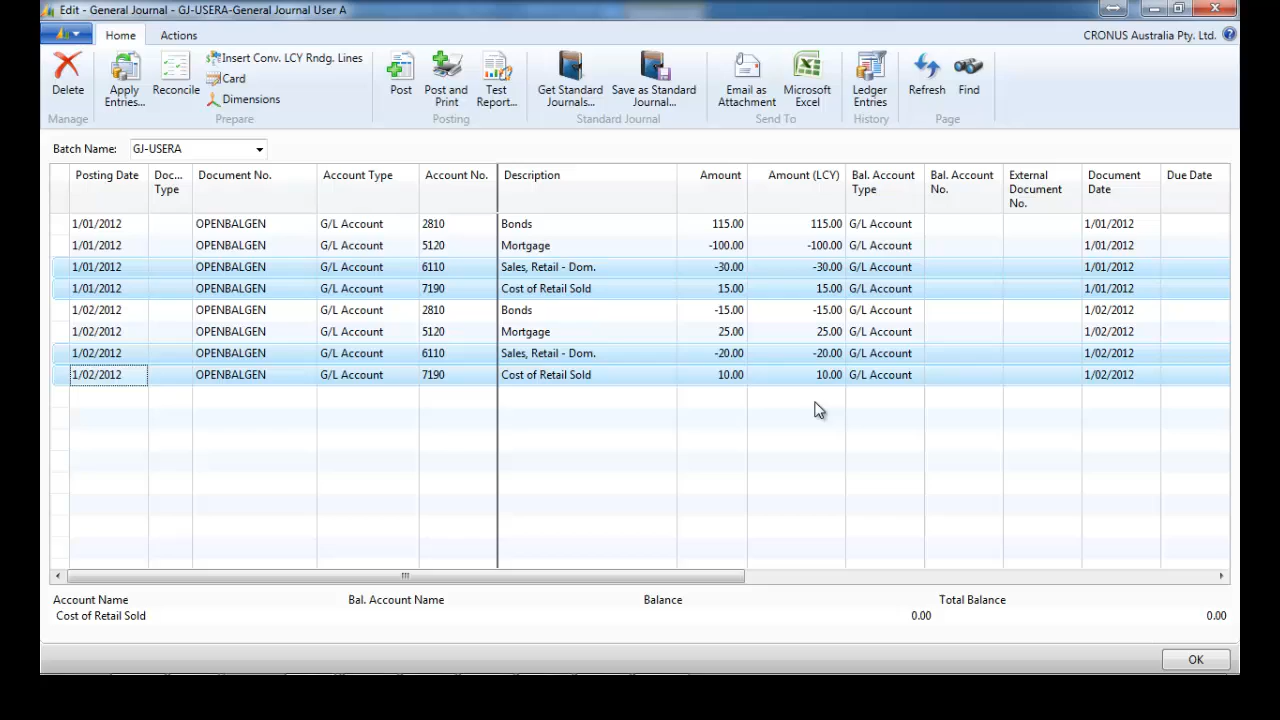 Edit - General Journal - GJ-USERA-General Journal User A
Home Actions CRONUS Australia Pty. Ltd.
Delete
Apply Entries...
Reconcile
Insert Conv. LCY Rndg. Lines
Card
Dimensions
Post
Post and Print
Test Report...
Get Standard Journals...
Save as Standard Journal...
Email as Attachment
Microsoft Excel
Ledger Entries
Refresh
Find
Manage Prepare Posting Standard Journal Send To History Page
Batch Name: GJ-USERA
Posting Date Doc... Type Document No. Account Type Account No. Description Amount Amount (LCY) Bal. Account Type Bal. Account No. External Document No. Document Date Due Date
1/01/2012 OPENBALGEN G/L Account 2810 Bonds 115.00 115.00 G/L Account 1/01/2012
1/01/2012 OPENBALGEN G/L Account 5120 Mortgage -100.00 -100.00 G/L Account 1/01/2012
1/01/2012 OPENBALGEN G/L Account 6110 Sales, Retail - Dom. -30.00 -30.00 G/L Account 1/01/2012
1/01/2012 OPENBALGEN G/L Account 7190 Cost of Retail Sold 15.00 15.00 G/L Account 1/01/2012
1/02/2012 OPENBALGEN G/L Account 2810 Bonds -15.00 -15.00 G/L Account 1/02/2012
1/02/2012 OPENBALGEN G/L Account 5120 Mortgage 25.00 25.00 G/L Account 1/02/2012
1/02/2012 OPENBALGEN G/L Account 6110 Sales, Retail - Dom. -20.00 -20.00 G/L Account 1/02/2012
1/02/2012 OPENBALGEN G/L Account 7190 Cost of Retail Sold 10.00 10.00 G/L Account 1/02/2012
Account Name Bal. Account Name Balance Total Balance
Cost of Retail Sold 0.00 0.00
OK